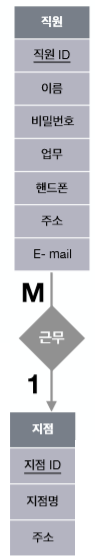 직원
직원 ID
이름
비밀번호
업무
핸드폰
주소
E- mail
M
근무
1
지점
지점 ID
지점명
주소